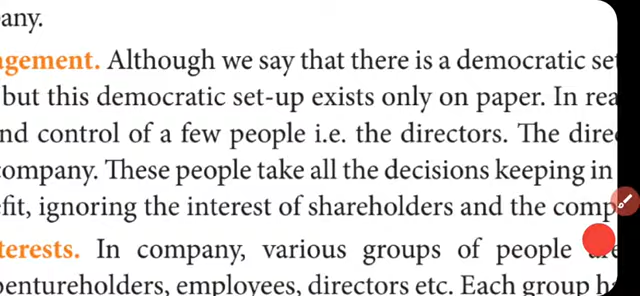 any.
agement. Although we say that there is a democratic set
but this democratic set-up exists only on paper. In rea
nd control of a few people i.e. the directors. The dire
ompany. These people take all the decisions keeping in
fit, ignoring the interest of shareholders and the comp
terests. In company, various groups of people
entureholders, employees, directors etc. Each group ha